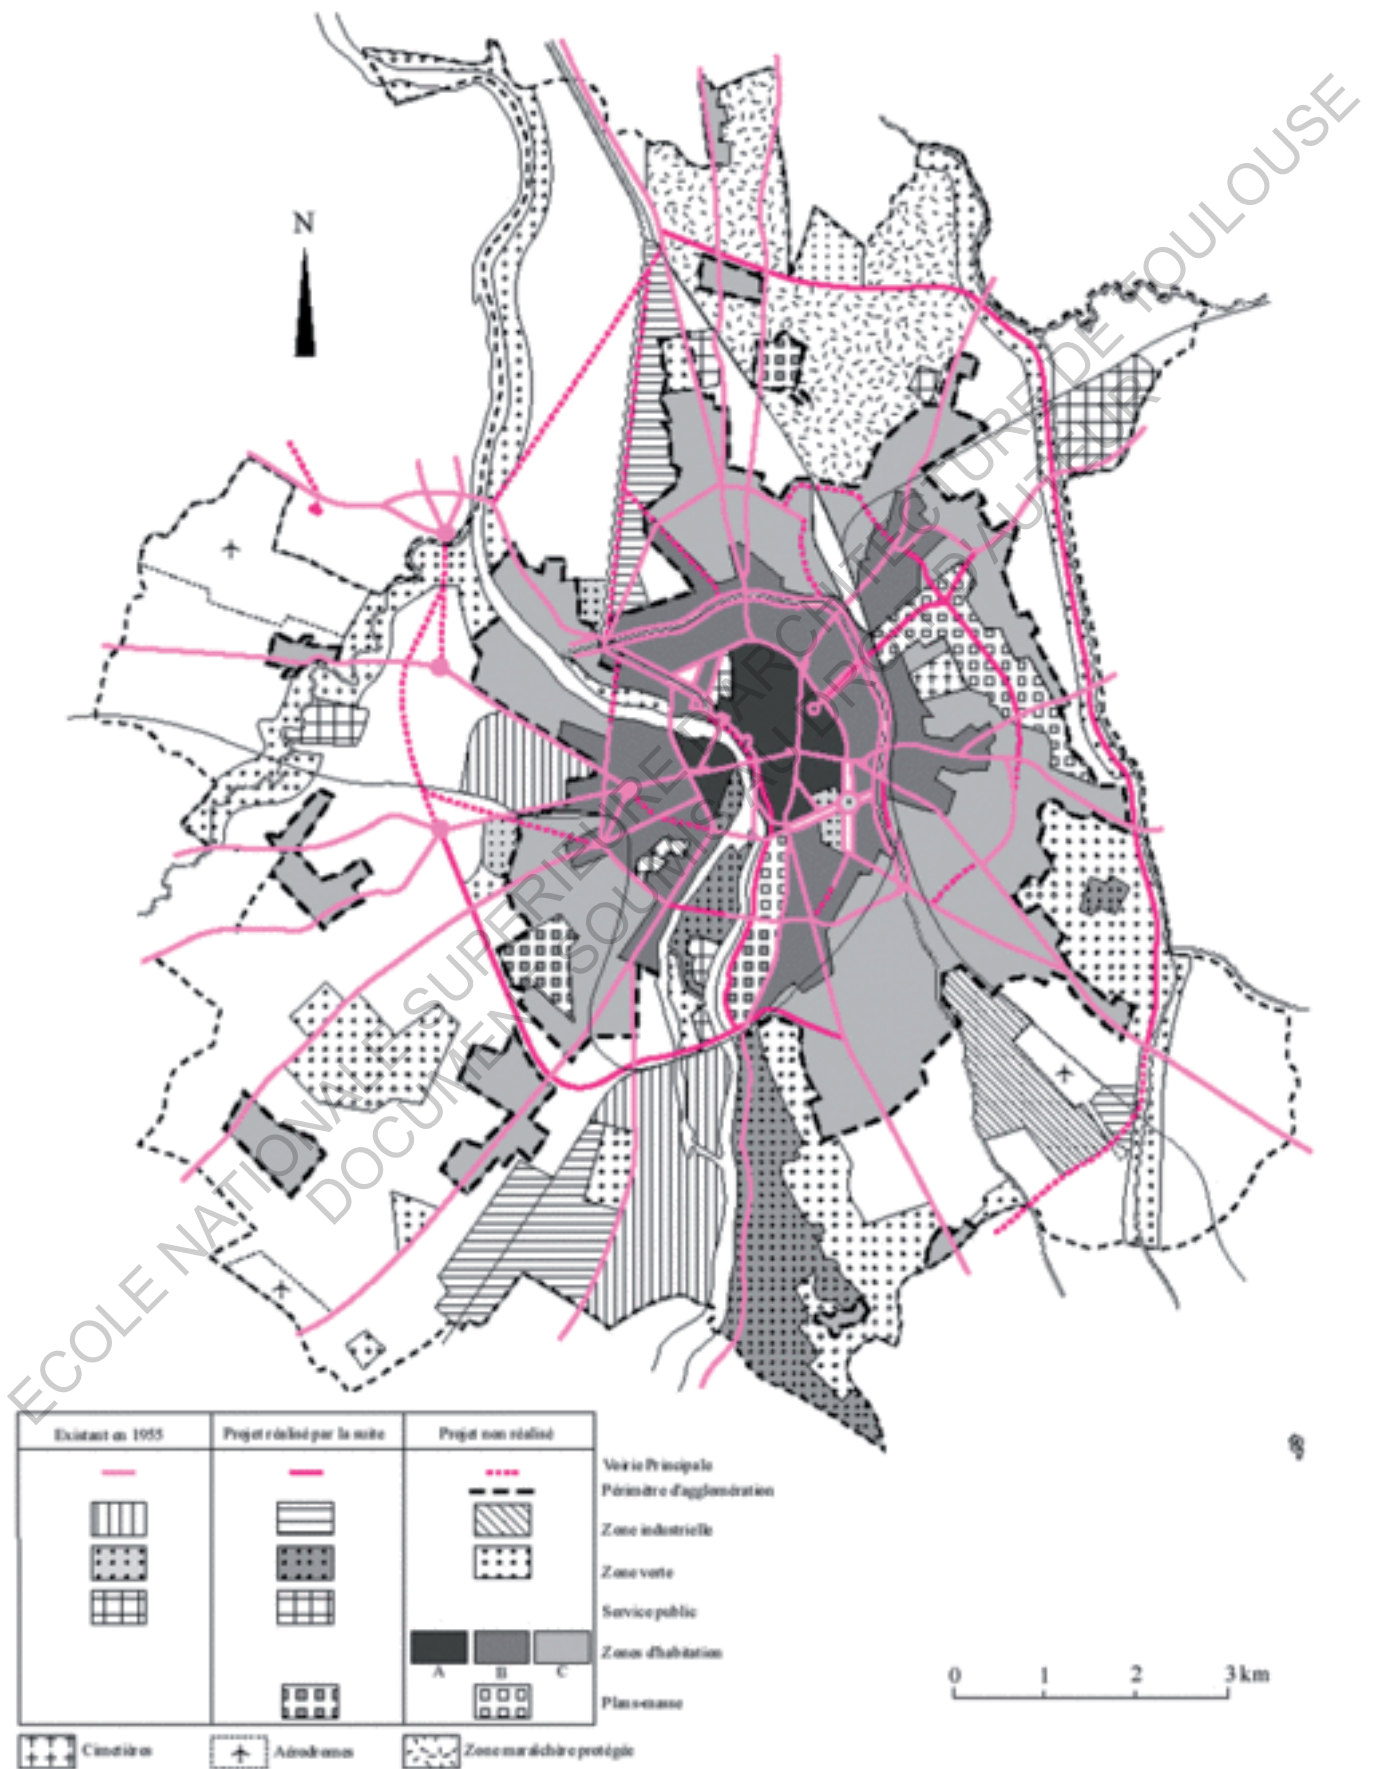 N
ECOLE NATIONALE SUPERIEURE D'ARCHITECTURE DE TOULOUSE
DOCUMENT SOUMIS AU DROIT D'AUTEUR
Existant en 1955
Projet réalisé par la suite
Projet non réalisé
Voirie Principale
Périmètre d'agglomération
Zone industrielle
Zone verte
Service public
Zones d'habitation
A B C
Plans-masse
Cimetières
Aérodromes
Zone maraîchère protégée
0 1 2 3 km